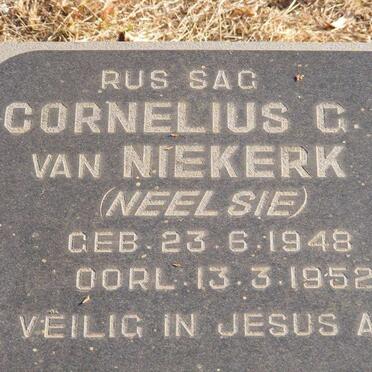 RUS SAG
CORNELIUS G.
VAN NIEKERK
(NEELSIE)
GEB. 23.6.1948
OORL. 13.3.1952
VEILIG IN JESUS A